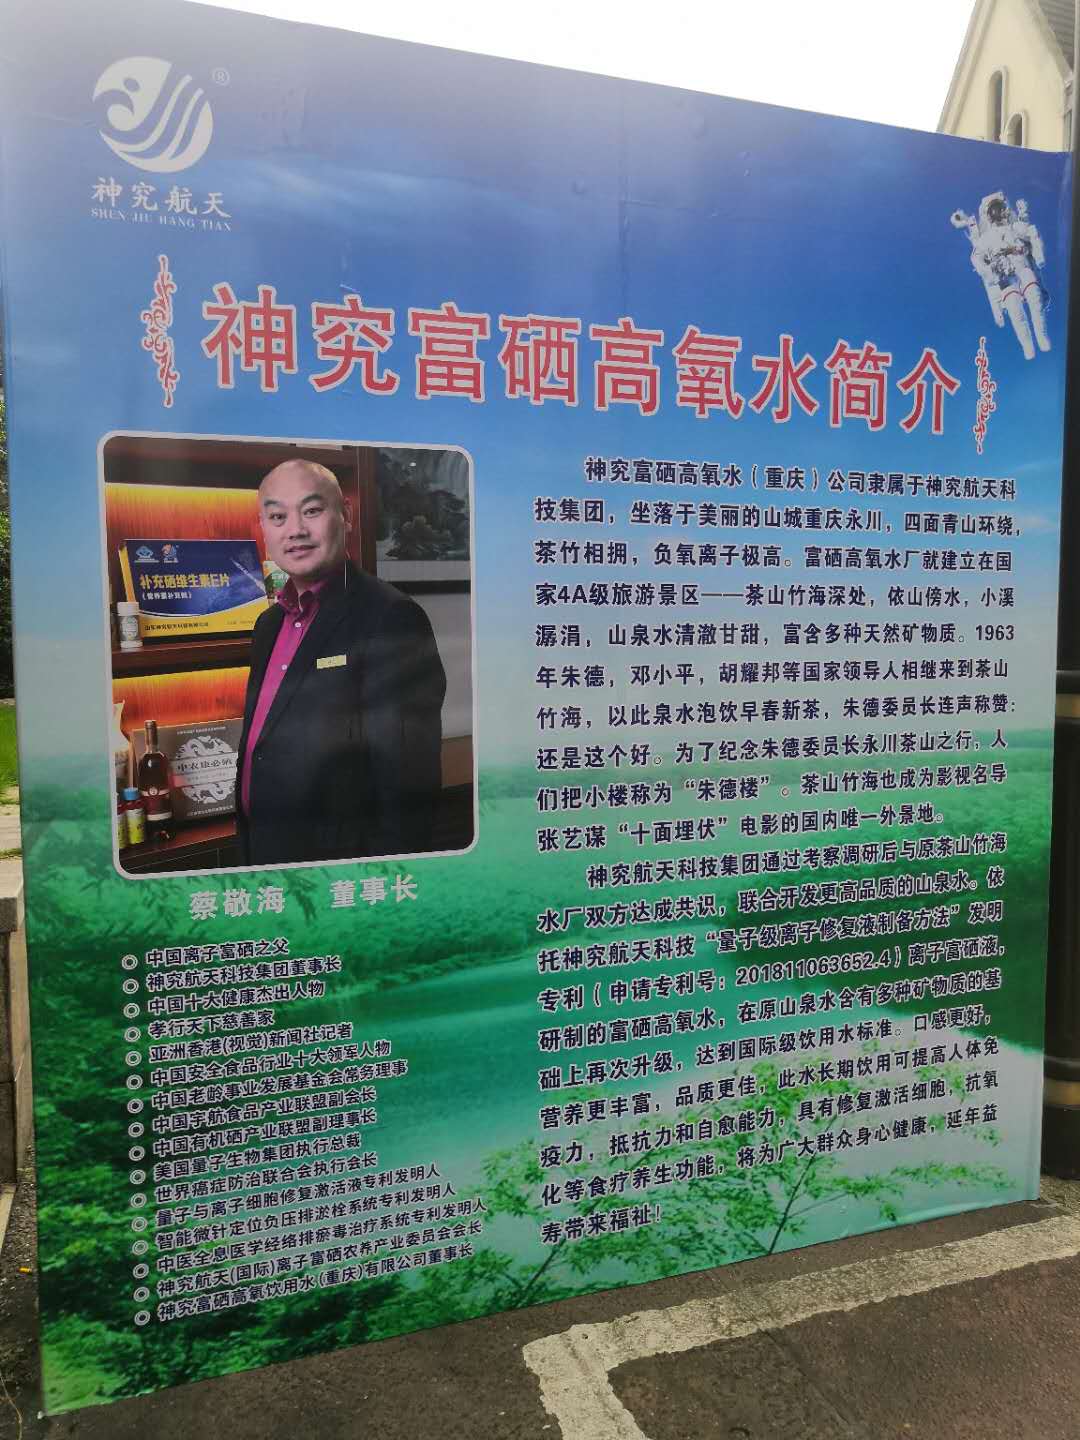 ®
神究航天
SHEN JIU HANG TIAN
神究富硒高氧水简介
补充硒维生素E片
(营养素补充剂)
中农康必硒
蔡敬海 董事长
◎ 中国离子富硒之父
◎ 神究航天科技集团董事长
◎ 中国十大健康杰出人物
◎ 孝行天下慈善家
◎ 亚洲香港(视觉)新闻社记者
◎ 中国安全食品行业十大领军人物
◎ 中国老龄事业发展基金会常务理事
◎ 中国宇航食品产业联盟副会长
◎ 中国有机硒产业联盟副理事长
◎ 美国量子生物集团执行总裁
◎ 世界癌症防治联合会执行会长
◎ 量子与离子细胞修复激活液专利发明人
◎ 智能微针定位负压排淤栓系统专利发明人
◎ 中医全息医学经络排瘀毒治疗系统专利发明人
◎ 神究航天(国际)离子富硒农养产业委员会会长
◎ 神究富硒高氧饮用水(重庆)有限公司董事长
神究富硒高氧水（重庆）公司隶属于神究航天科
技集团，坐落于美丽的山城重庆永川，四面青山环绕，
茶竹相拥，负氧离子极高。富硒高氧水厂就建立在国
家4A级旅游景区——茶山竹海深处，依山傍水，小溪
潺涓，山泉水清澈甘甜，富含多种天然矿物质。1963
年朱德，邓小平，胡耀邦等国家领导人相继来到茶山
竹海，以此泉水泡饮早春新茶，朱德委员长连声称赞：
还是这个好。为了纪念朱德委员长永川茶山之行，人
们把小楼称为“朱德楼”。茶山竹海也成为影视名导
张艺谋“十面埋伏”电影的国内唯一外景地。
神究航天科技集团通过考察调研后与原茶山竹海
水厂双方达成共识，联合开发更高品质的山泉水。依
托神究航天科技“量子级离子修复液制备方法”发明
专利（申请专利号：201811063652.4）离子富硒液，
研制的富硒高氧水，在原山泉水含有多种矿物质的基
础上再次升级，达到国际级饮用水标准。口感更好，
营养更丰富，品质更佳，此水长期饮用可提高人体免
疫力，抵抗力和自愈能力，具有修复激活细胞，抗氧
化等食疗养生功能，将为广大群众身心健康，延年益
寿带来福祉！